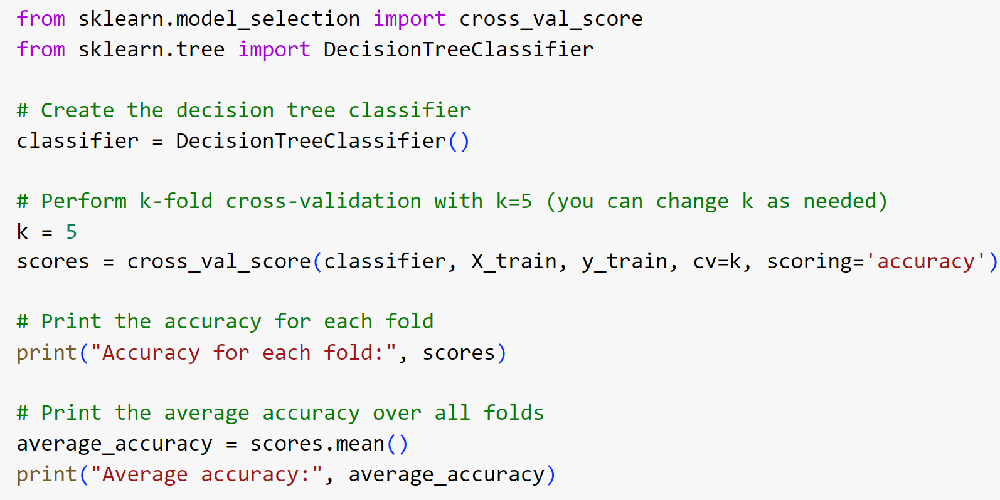 from sklearn.model_selection import cross_val_score
from sklearn.tree import DecisionTreeClassifier
# Create the decision tree classifier
classifier = DecisionTreeClassifier()
# Perform k-fold cross-validation with k=5 (you can change k as needed)
k = 5
scores = cross_val_score(classifier, X_train, y_train, cv=k, scoring='accuracy')
# Print the accuracy for each fold
print("Accuracy for each fold:", scores)
# Print the average accuracy over all folds
average_accuracy = scores.mean()
print("Average accuracy:", average_accuracy)